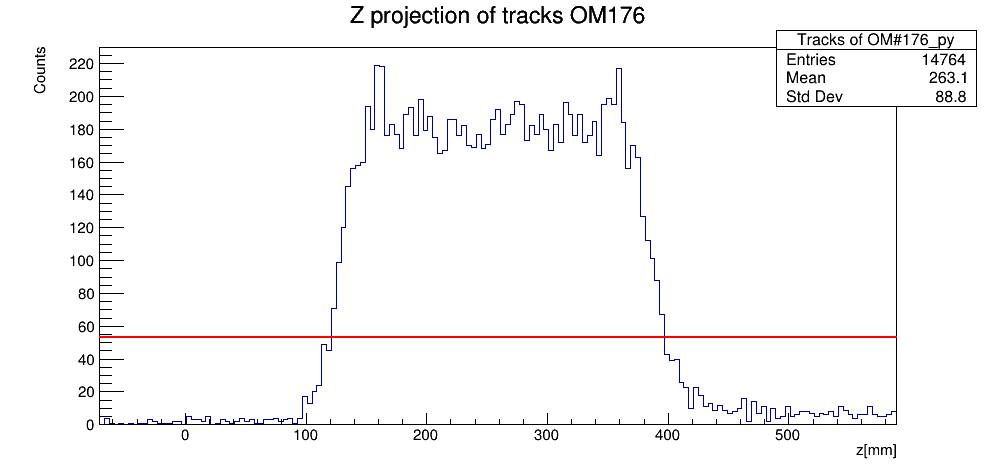 Z projection of tracks OM176
Tracks of OM#176_py
Entries 14764
Mean 263.1
Std Dev 88.8
Counts
220
200
180
160
140
120
100
80
60
40
20
0
0 100 200 300 400 500
z[mm]